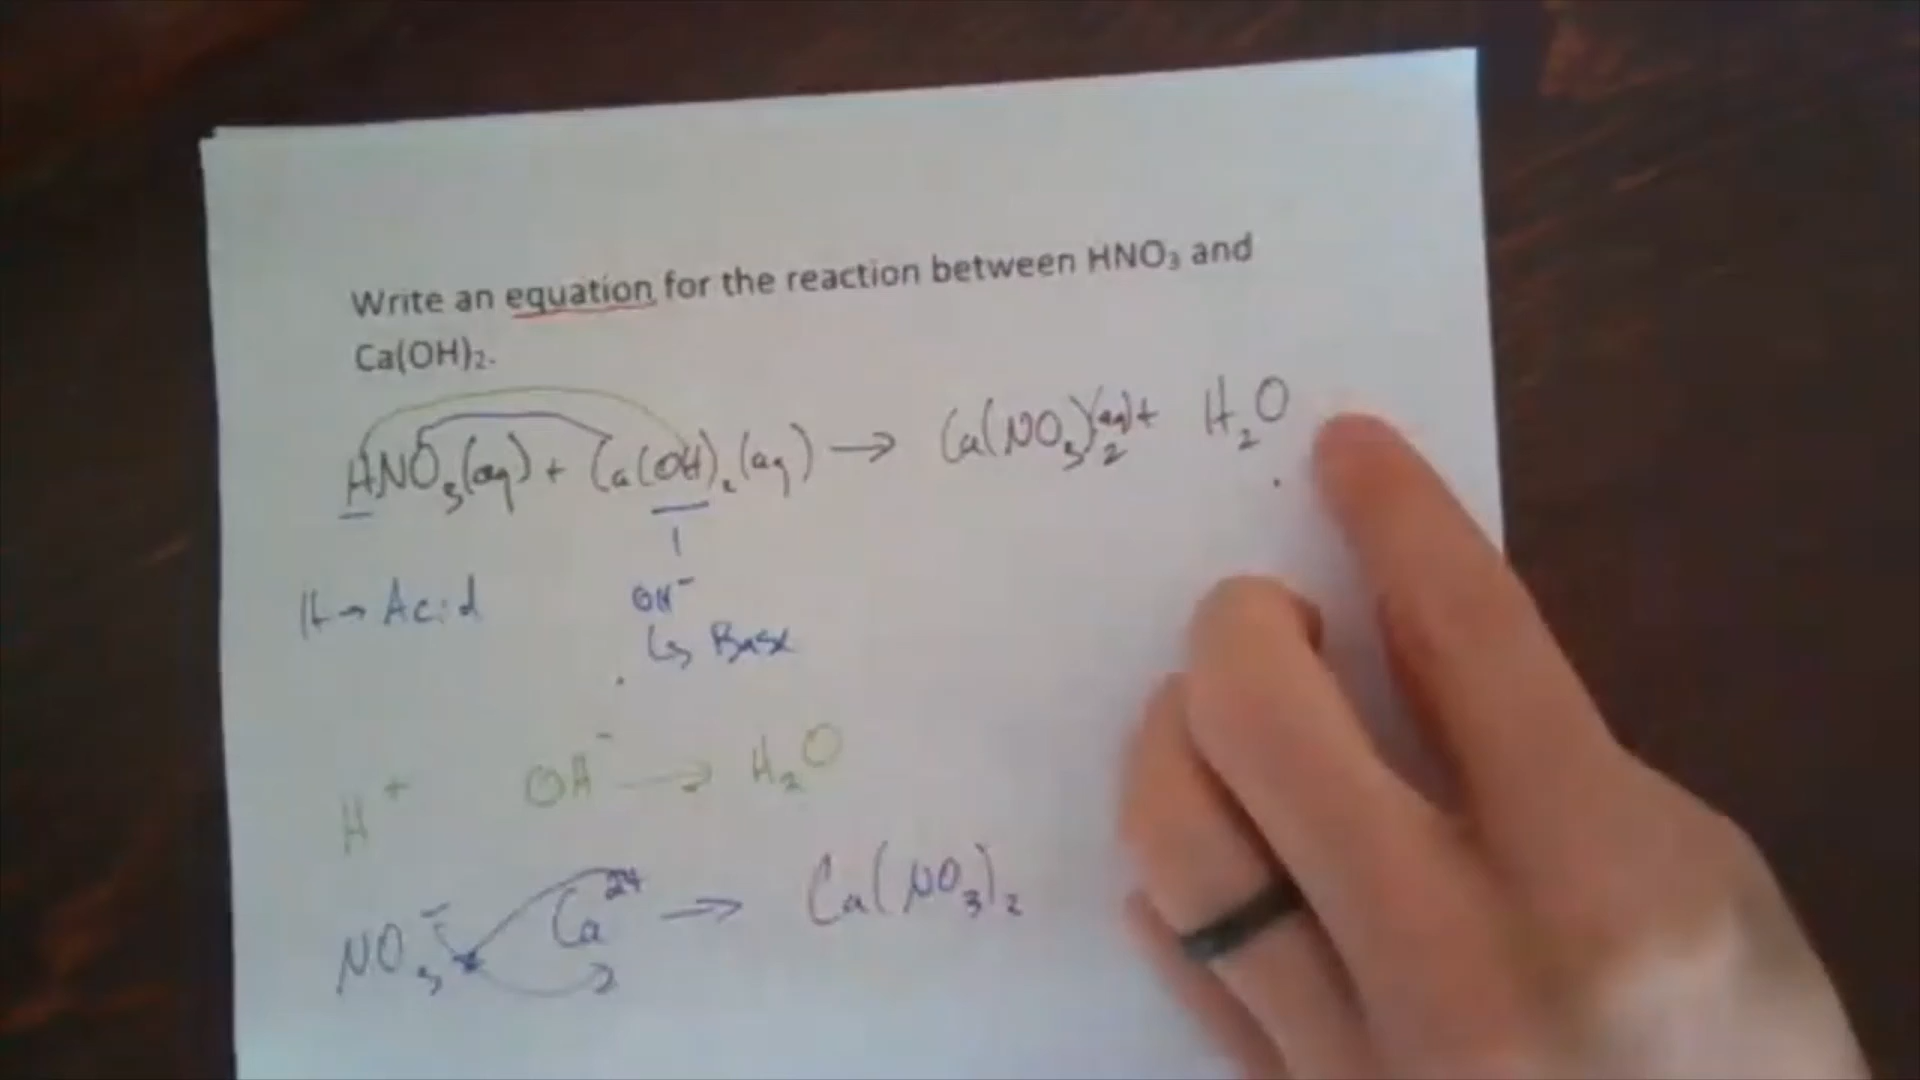 Write an equation for the reaction between HNO₃ and
Ca(OH)₂.
HNO₃(aq) + Ca(OH)₂(aq) → Ca(NO₃)₂(aq) + H₂O
H → Acid
OH⁻
↳ Base
H⁺ OH⁻ → H₂O
NO₃⁻ Ca²⁺ → Ca(NO₃)₂